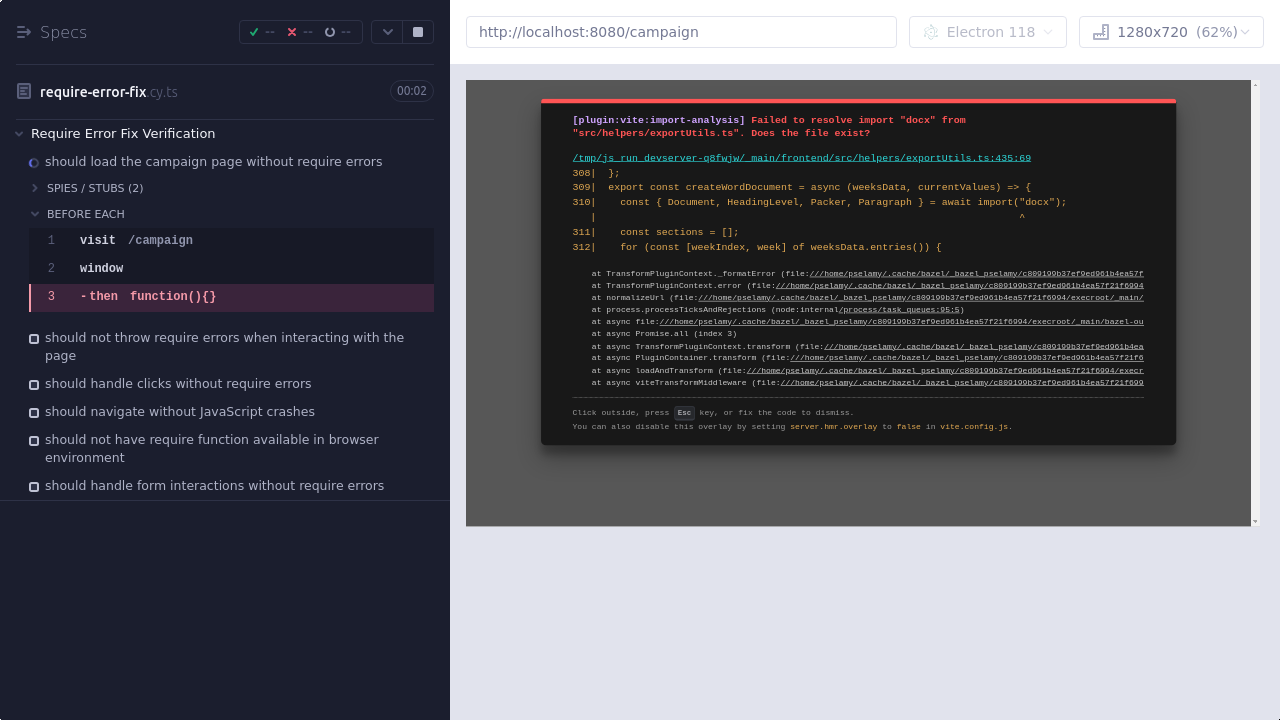 Specs
--
--
--
require-error-fix.cy.ts
00:02
Require Error Fix Verification
should load the campaign page without require errors
SPIES / STUBS (2)
BEFORE EACH
1 visit /campaign
2 window
3 -then function(){}
should not throw require errors when interacting with the
page
should handle clicks without require errors
should navigate without JavaScript crashes
should not have require function available in browser
environment
should handle form interactions without require errors
http://localhost:8080/campaign
Electron 118
1280x720 (62%)
[plugin:vite:import-analysis] Failed to resolve import "docx" from
"src/helpers/exportUtils.ts". Does the file exist?
/tmp/js_run_devserver-q8fwjw/_main/frontend/src/helpers/exportUtils.ts:435:69
308|  };
309|  export const createWordDocument = async (weeksData, currentValues) => {
310|    const { Document, HeadingLevel, Packer, Paragraph } = await import("docx");
|                                                                       ^
311|    const sections = [];
312|    for (const [weekIndex, week] of weeksData.entries()) {
at TransformPluginContext._formatError (file:///home/pselamy/.cache/bazel/_bazel_pselamy/c809199b37ef9ed961b4ea57f
at TransformPluginContext.error (file:///home/pselamy/.cache/bazel/_bazel_pselamy/c809199b37ef9ed961b4ea57f21f6994
at normalizeUrl (file:///home/pselamy/.cache/bazel/_bazel_pselamy/c809199b37ef9ed961b4ea57f21f6994/execroot/_main/
at process.processTicksAndRejections (node:internal/process/task_queues:95:5)
at async file:///home/pselamy/.cache/bazel/_bazel_pselamy/c809199b37ef9ed961b4ea57f21f6994/execroot/_main/bazel-ou
at async Promise.all (index 3)
at async TransformPluginContext.transform (file:///home/pselamy/.cache/bazel/_bazel_pselamy/c809199b37ef9ed961b4ea
at async PluginContainer.transform (file:///home/pselamy/.cache/bazel/_bazel_pselamy/c809199b37ef9ed961b4ea57f21f6
at async loadAndTransform (file:///home/pselamy/.cache/bazel/_bazel_pselamy/c809199b37ef9ed961b4ea57f21f6994/execr
at async viteTransformMiddleware (file:///home/pselamy/.cache/bazel/_bazel_pselamy/c809199b37ef9ed961b4ea57f21f699
Click outside, press Esc key, or fix the code to dismiss.
You can also disable this overlay by setting server.hmr.overlay to false in vite.config.js.